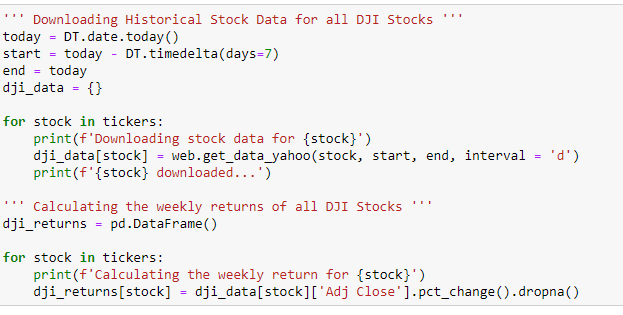 ''' Downloading Historical Stock Data for all DJI Stocks '''
today = DT.date.today()
start = today - DT.timedelta(days=7)
end = today
dji_data = {}
for stock in tickers:
    print(f'Downloading stock data for {stock}')
    dji_data[stock] = web.get_data_yahoo(stock, start, end, interval = 'd')
    print(f'{stock} downloaded...')
''' Calculating the weekly returns of all DJI Stocks '''
dji_returns = pd.DataFrame()
for stock in tickers:
    print(f'Calculating the weekly return for {stock}')
    dji_returns[stock] = dji_data[stock]['Adj Close'].pct_change().dropna()